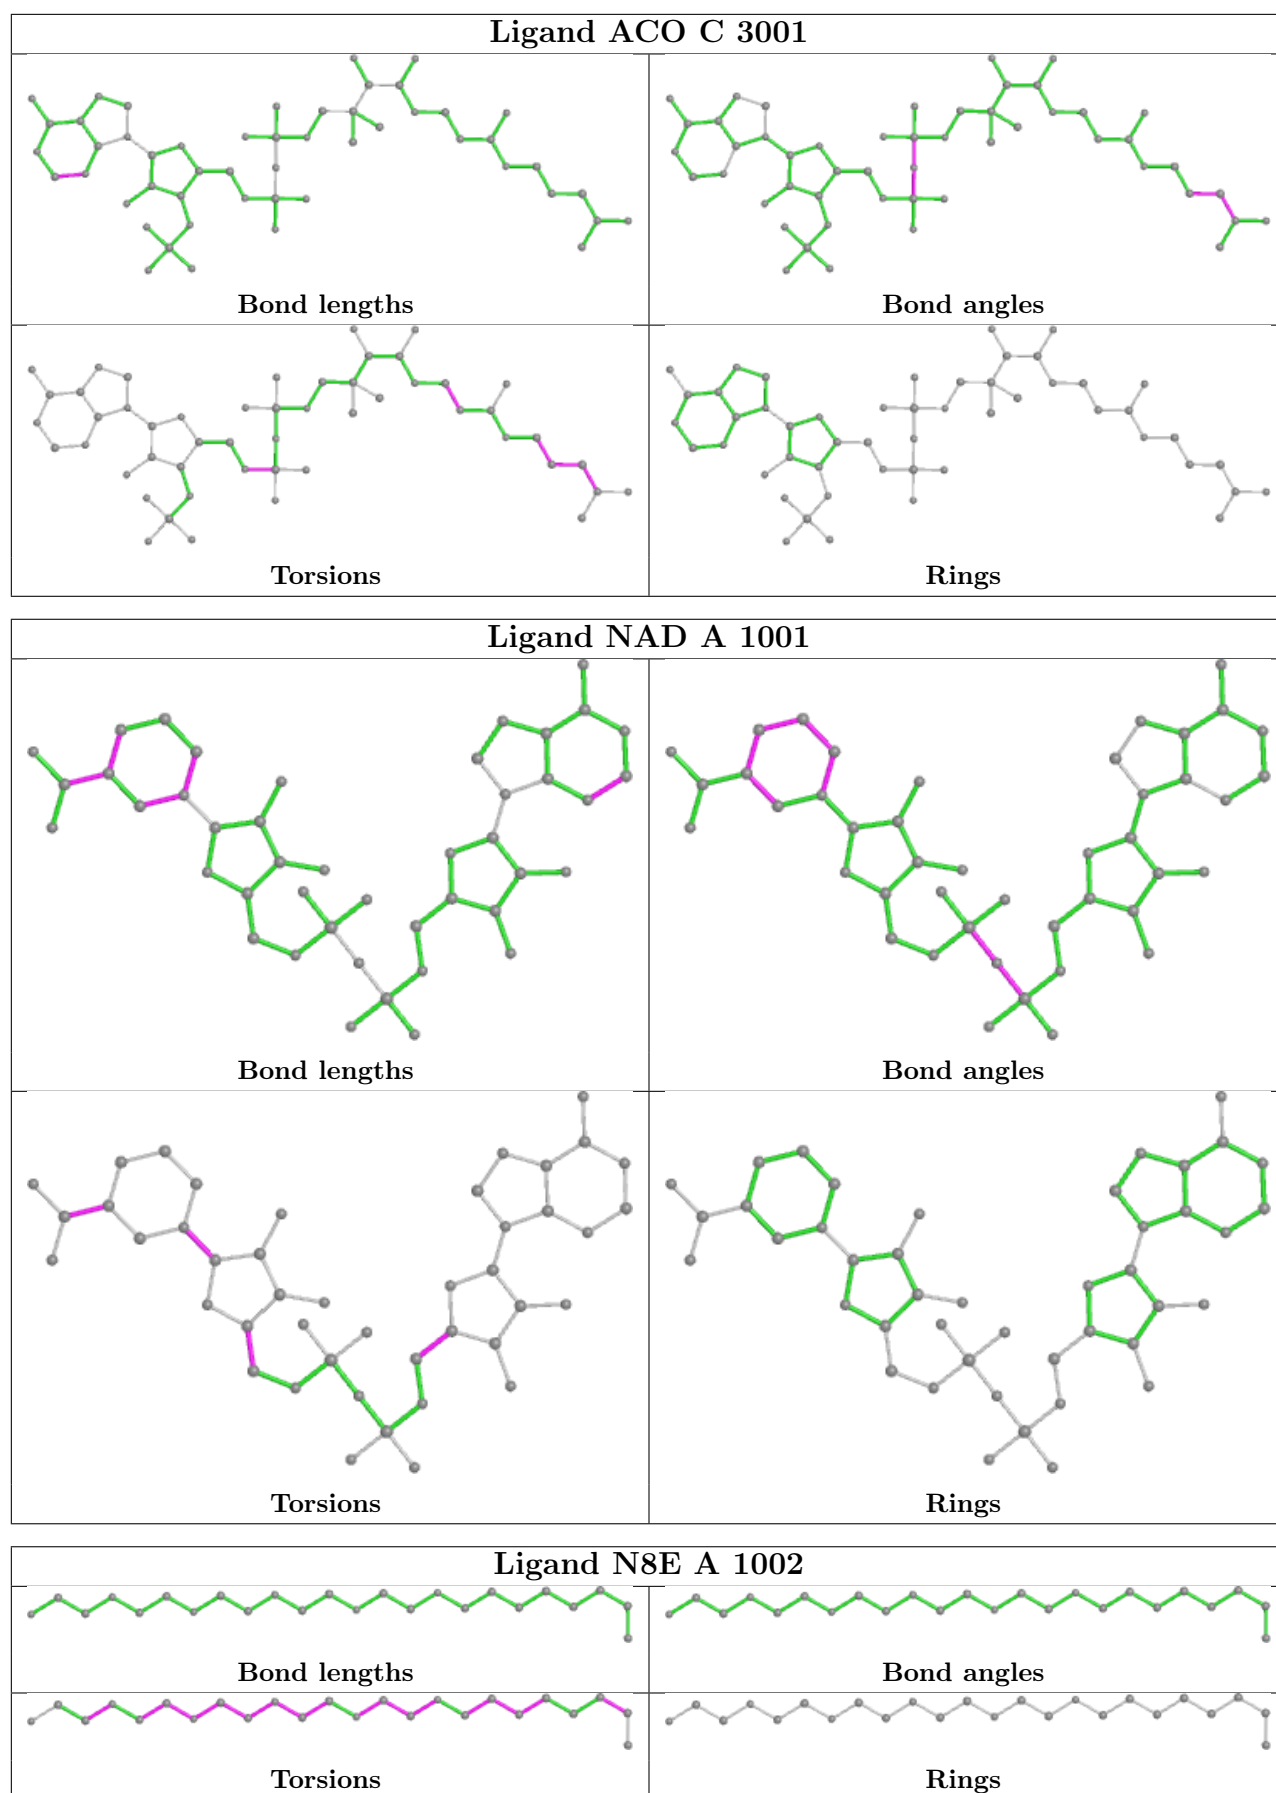 Ligand ACO C 3001
Bond lengths
Bond angles
Torsions
Rings
Ligand NAD A 1001
Bond lengths
Bond angles
Torsions
Rings
Ligand N8E A 1002
Bond lengths
Bond angles
Torsions
Rings